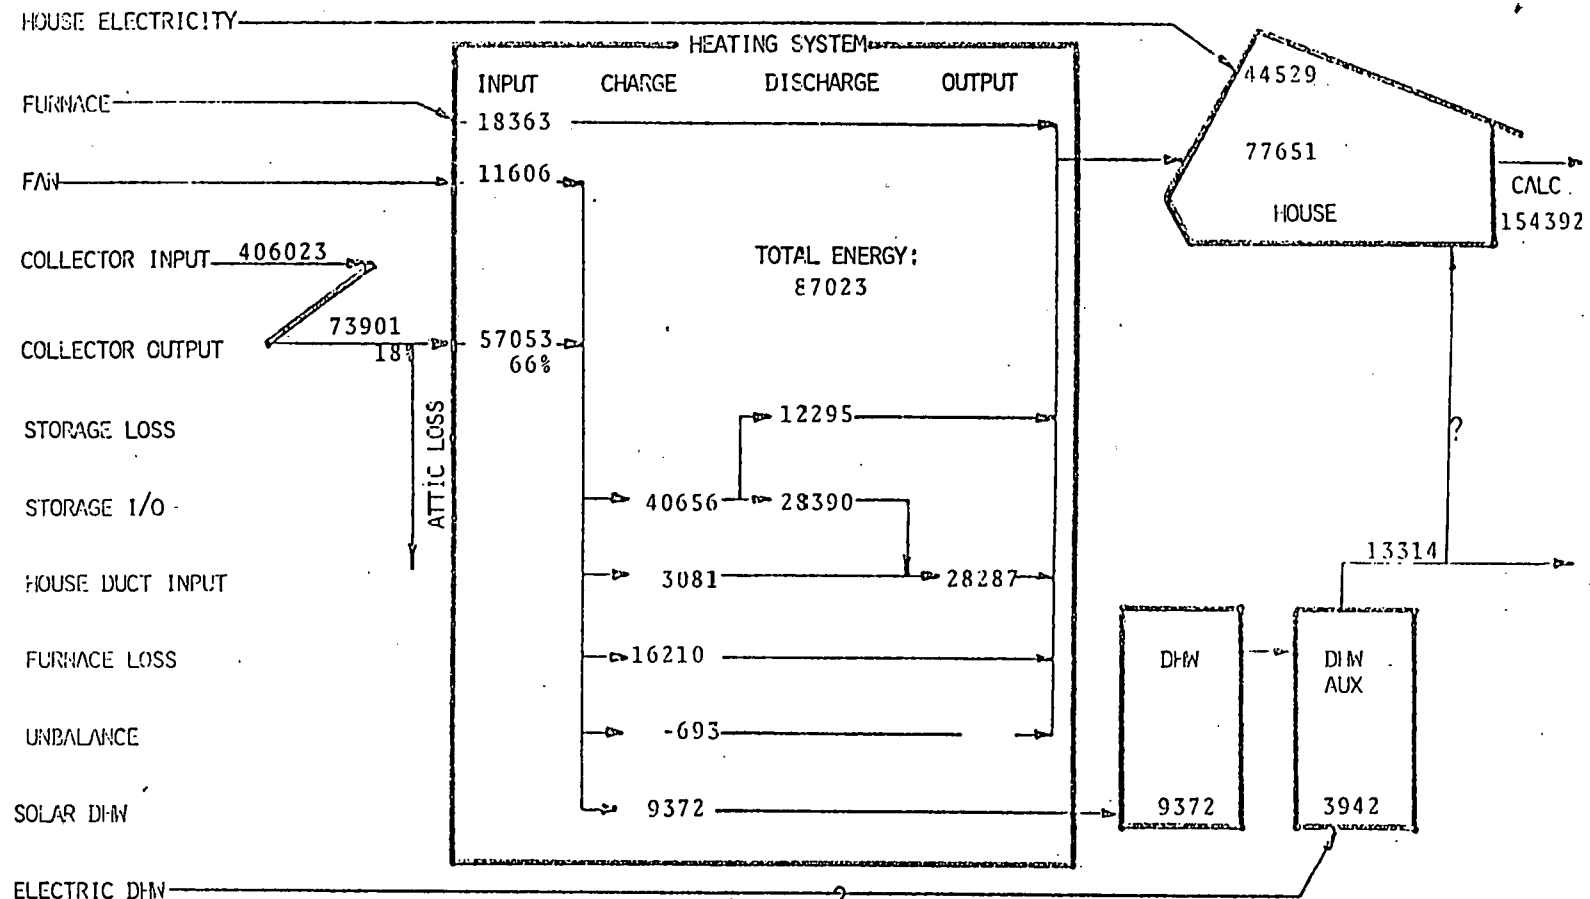 HOUSE ELECTRICITY
HEATING SYSTEM
INPUT CHARGE DISCHARGE OUTPUT
44529
FURNACE
18363
77651
FAN
11606
CALC.
HOUSE
154392
COLLECTOR INPUT 406023
TOTAL ENERGY:
87023
COLLECTOR OUTPUT
73901
18
57053
66%
ATTIC LOSS
STORAGE LOSS
12295
?
STORAGE I/O
40656 28390
13314
HOUSE DUCT INPUT
3081 28287
FURNACE LOSS
16210
DHW
DHW
AUX
UNBALANCE
-693
SOLAR DHW
9372
9372
3942
ELECTRIC DHW
?